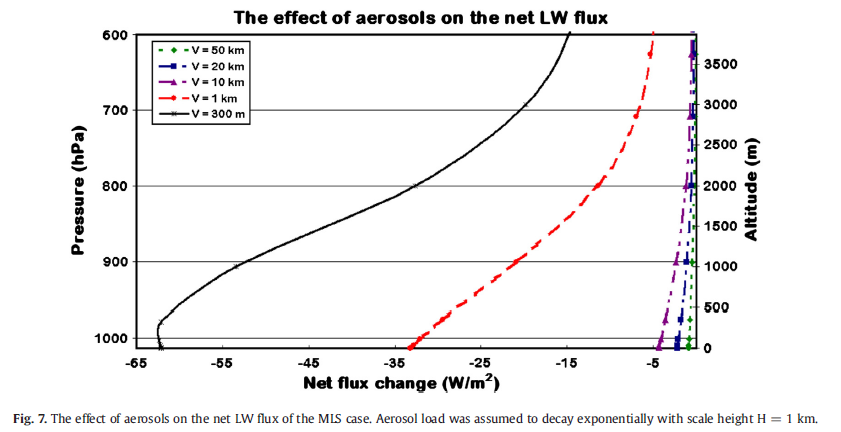 The effect of aerosols on the net LW flux
600
700
800
900
1000
Pressure (hPa)
V = 50 km
V = 20 km
V = 10 km
V = 1 km
V = 300 m
3500
3000
2500
2000
1500
1000
500
0
Altitude (m)
-65 -55 -45 -35 -25 -15 -5
Net flux change (W/m²)
Fig. 7. The effect of aerosols on the net LW flux of the MLS case. Aerosol load was assumed to decay exponentially with scale height H = 1 km.